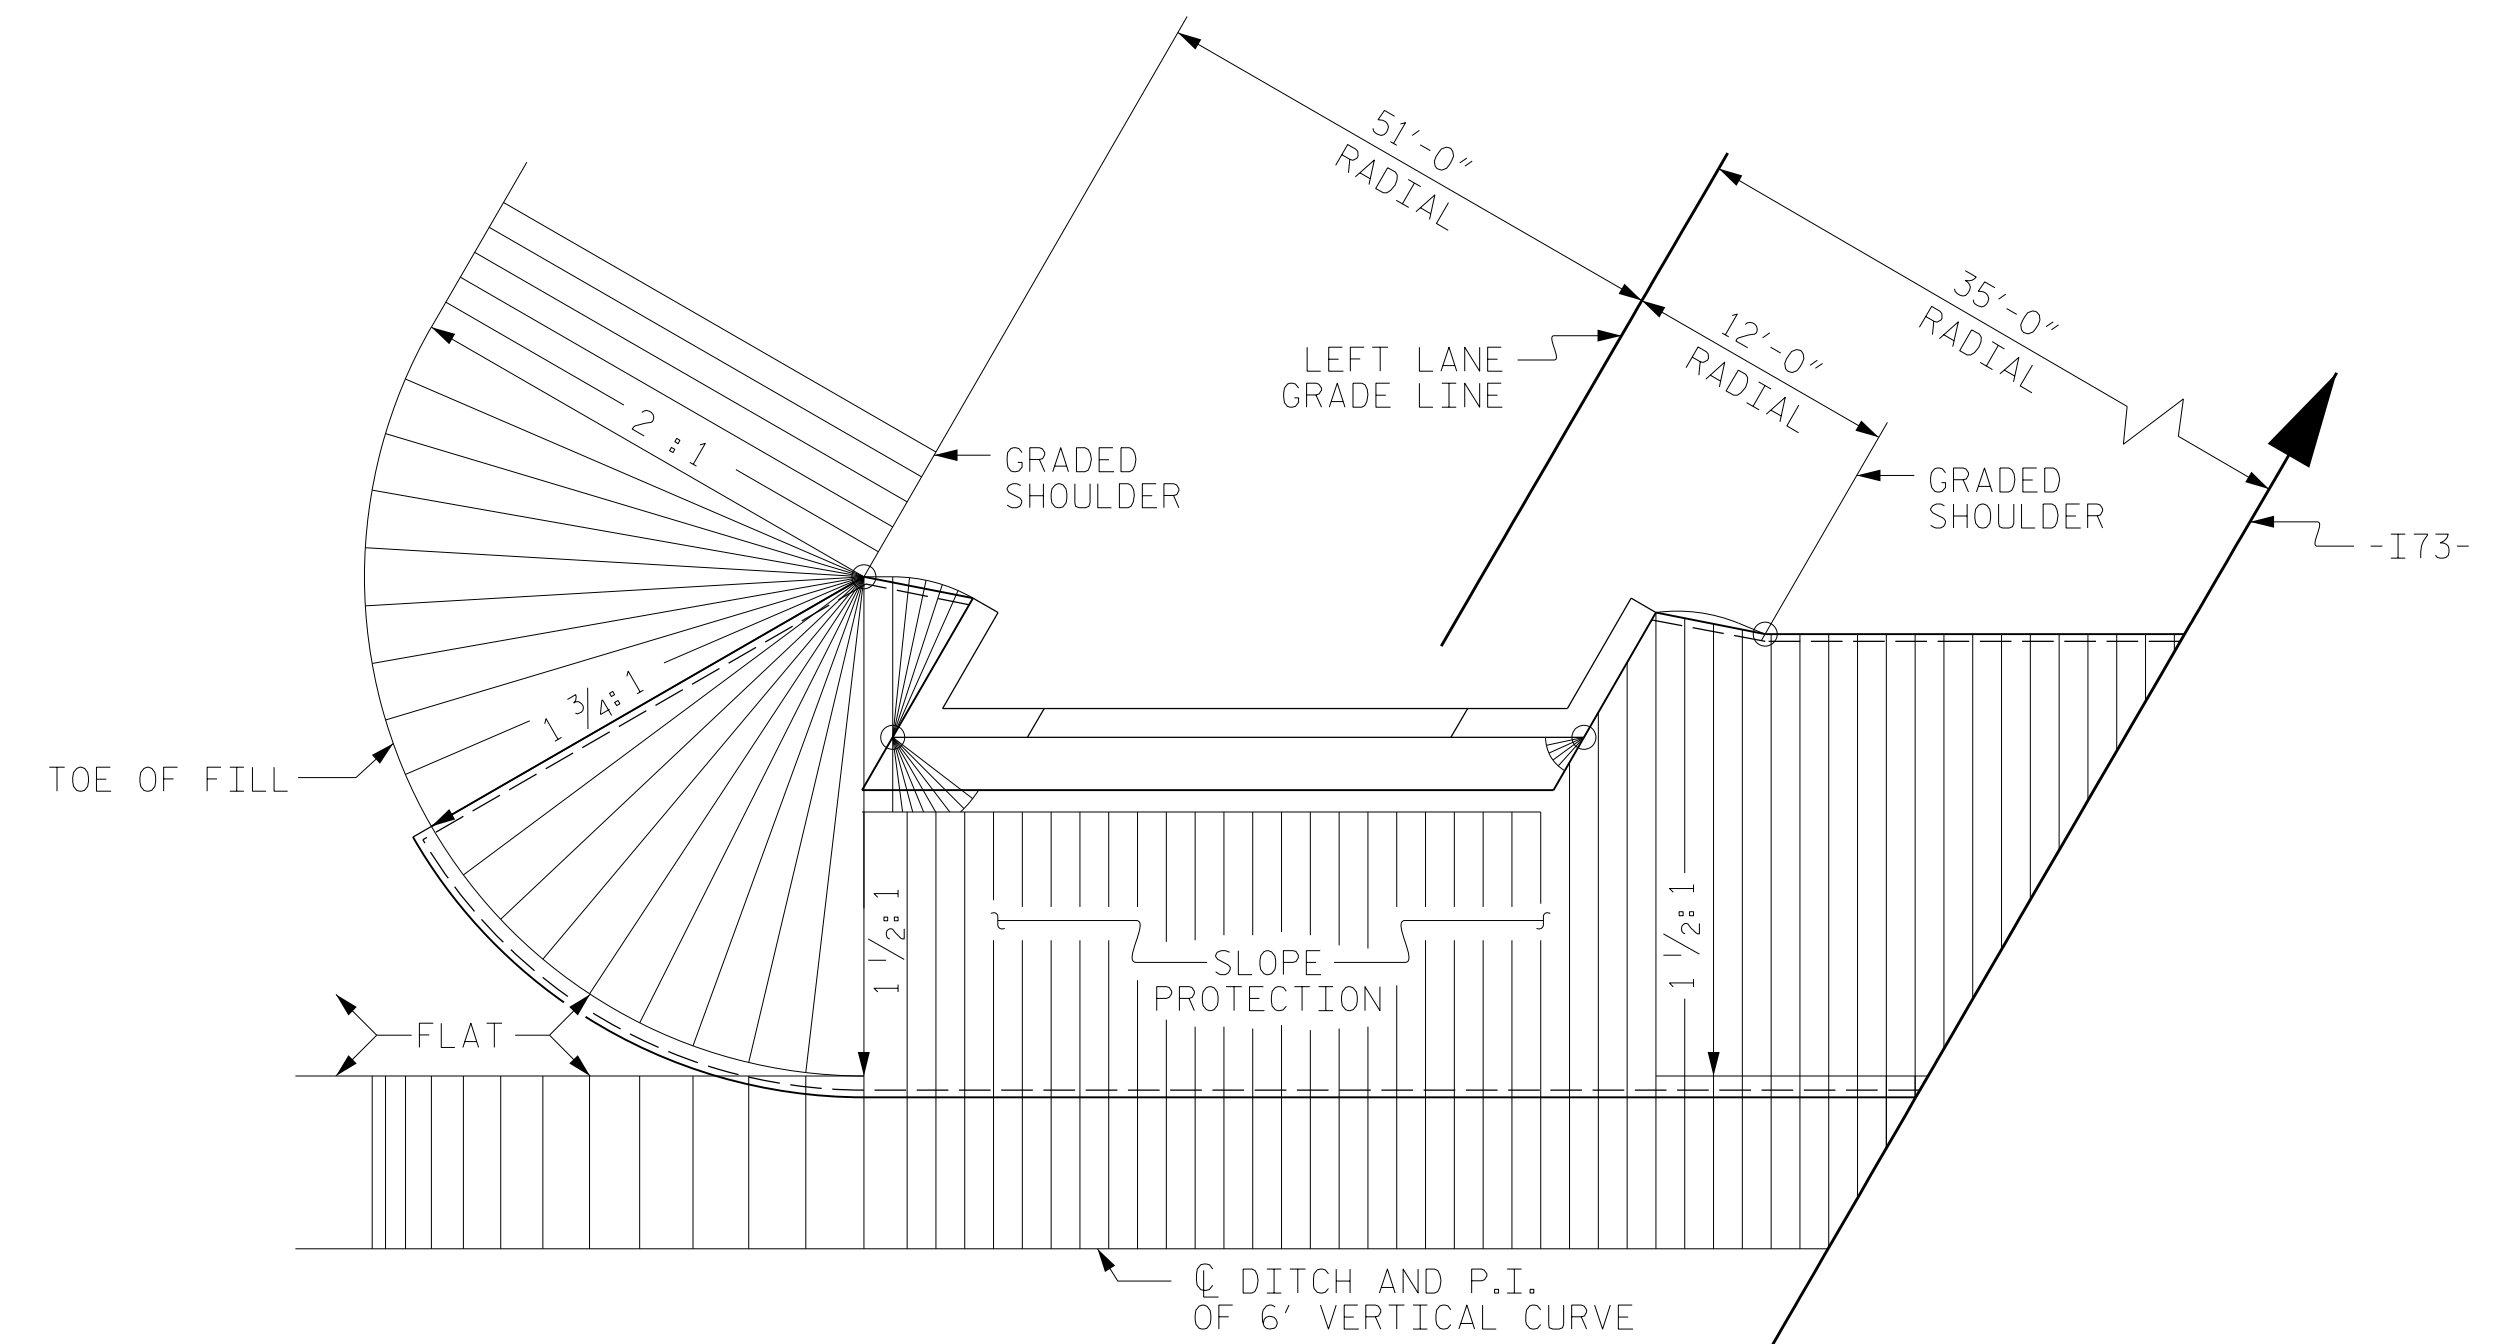 51'-0"
RADIAL
35'-0"
RADIAL
12'-0"
RADIAL
LEFT LANE
GRADE LINE
2:1
GRADED
SHOULDER
GRADED
SHOULDER
-I73-
1 3/4:1
TOE OF FILL
1 1/2:1
1 1/2:1
SLOPE
PROTECTION
FLAT
℄ DITCH AND P.I.
OF 6' VERTICAL CURVE